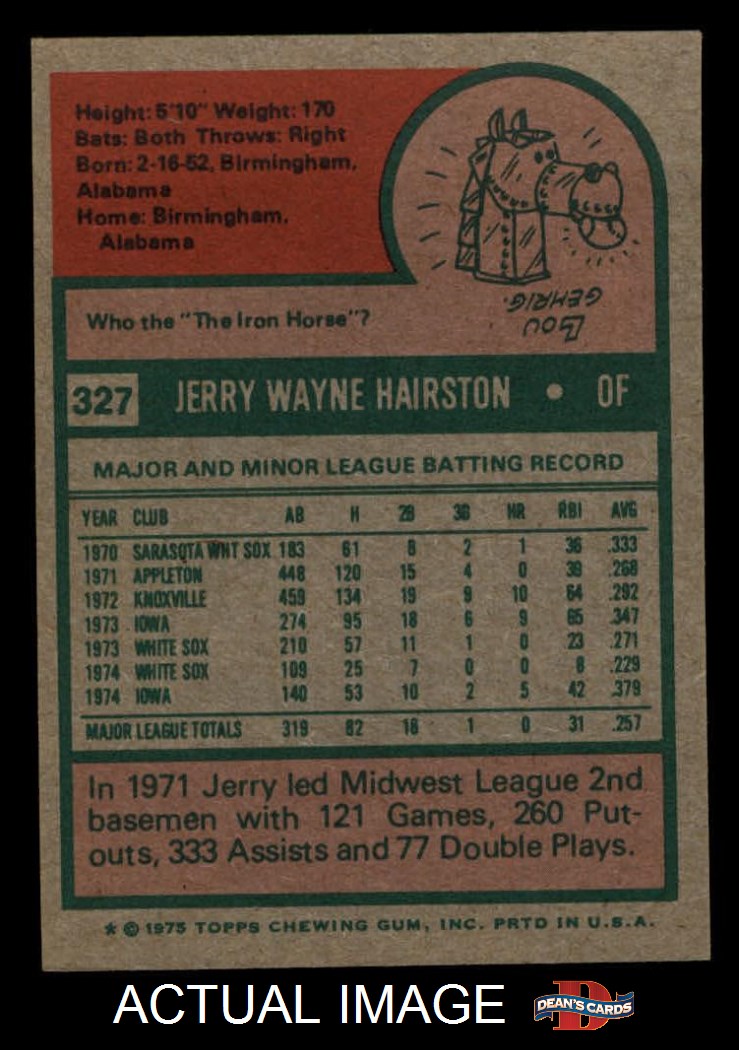 Height: 5'10" Weight: 170
Bats: Both Throws: Right
Born: 2-16-52, Birmingham,
Alabama
Home: Birmingham,
Alabama
LOU
GEHRIG.
Who the "The Iron Horse"?
327 JERRY WAYNE HAIRSTON • OF
MAJOR AND MINOR LEAGUE BATTING RECORD
YEAR CLUB AB H 2B 3B HR RBI AVG
1970 SARASOTA WHT SOX 183 61 8 2 1 36 .333
1971 APPLETON 448 120 15 4 0 39 .268
1972 KNOXVILLE 459 134 19 9 10 64 .292
1973 IOWA 274 95 18 6 9 65 .347
1973 WHITE SOX 210 57 11 1 0 23 .271
1974 WHITE SOX 109 25 7 0 0 8 .229
1974 IOWA 140 53 10 2 5 42 .379
MAJOR LEAGUE TOTALS 319 82 18 1 0 31 .257
In 1971 Jerry led Midwest League 2nd
basemen with 121 Games, 260 Put-
outs, 333 Assists and 77 Double Plays.
* © 1975 TOPPS CHEWING GUM, INC. PRTD IN U.S.A.
ACTUAL IMAGE
D
DEAN'S CARDS